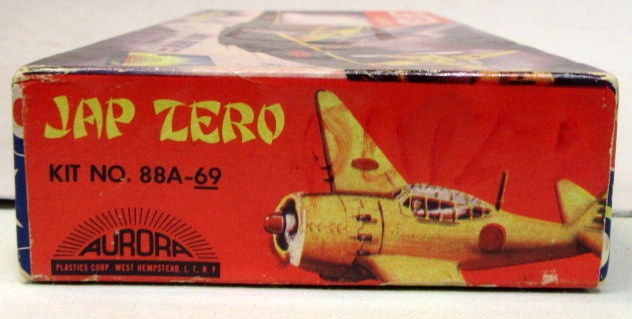 JAP ZERO
KIT NO. 88A-69
AURORA
PLASTICS CORP. WEST HEMPSTEAD, L. I., N. Y.